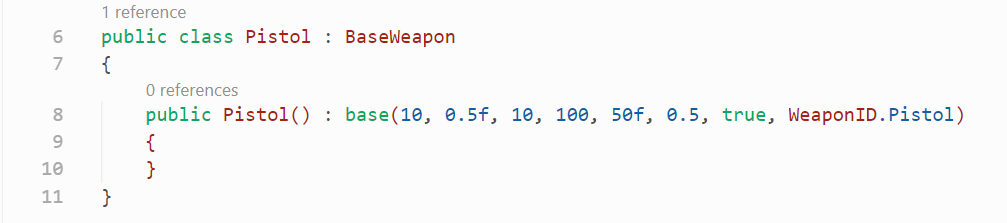 1 reference
6 public class Pistol : BaseWeapon
7 {
0 references
8 public Pistol() : base(10, 0.5f, 10, 100, 50f, 0.5, true, WeaponID.Pistol)
9 {
10 }
11 }